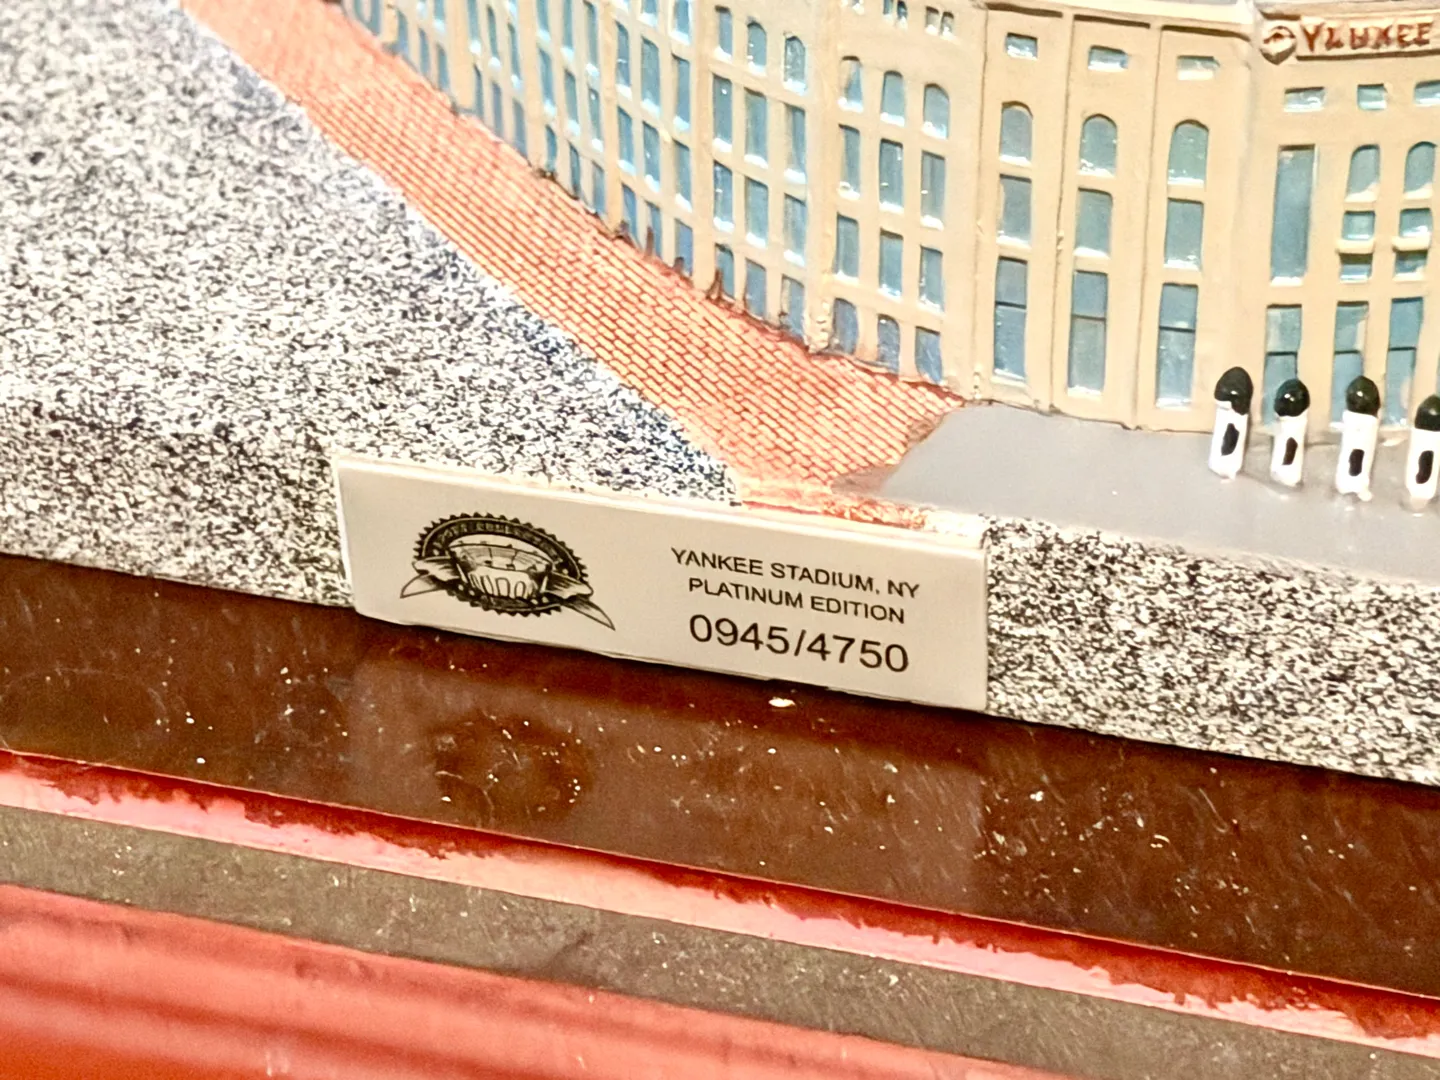 YANKEE
YANKEE STADIUM, NY
PLATINUM EDITION
0945/4750